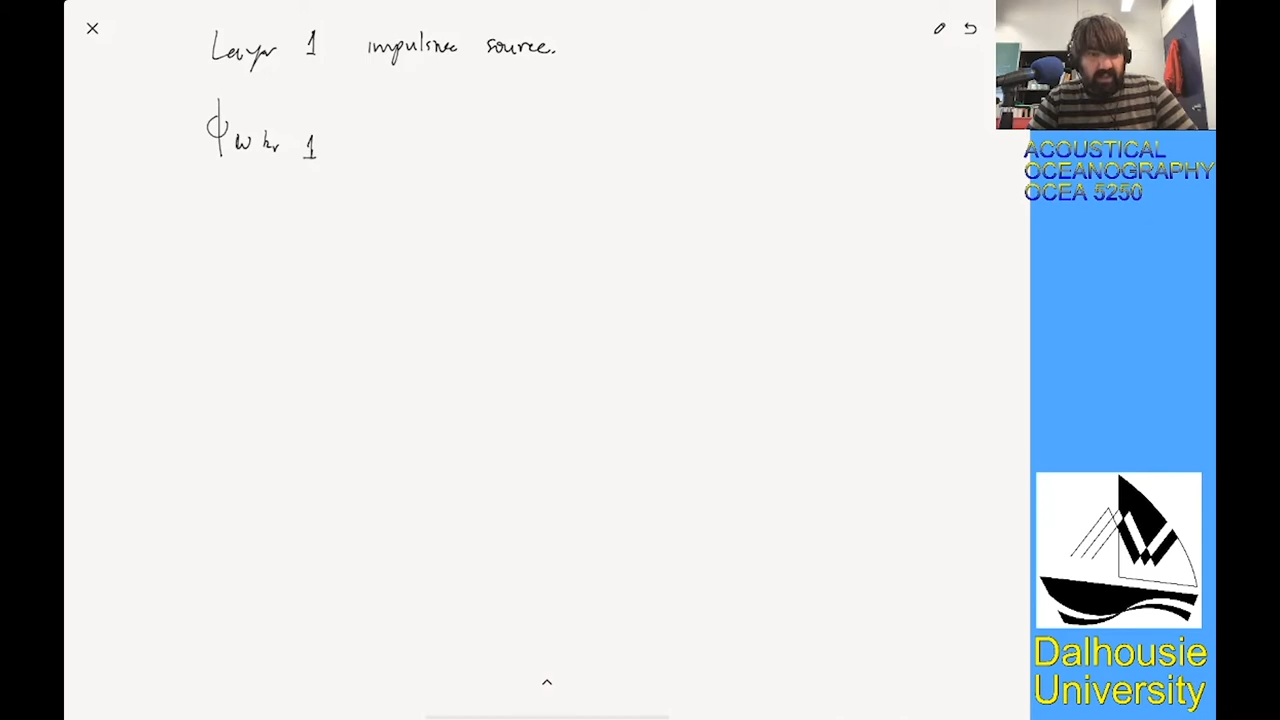 Layer 1 impulsive source.
ϕ ω kr 1
ACOUSTICAL
OCEANOGRAPHY
OCEA 5250
Dalhousie
University